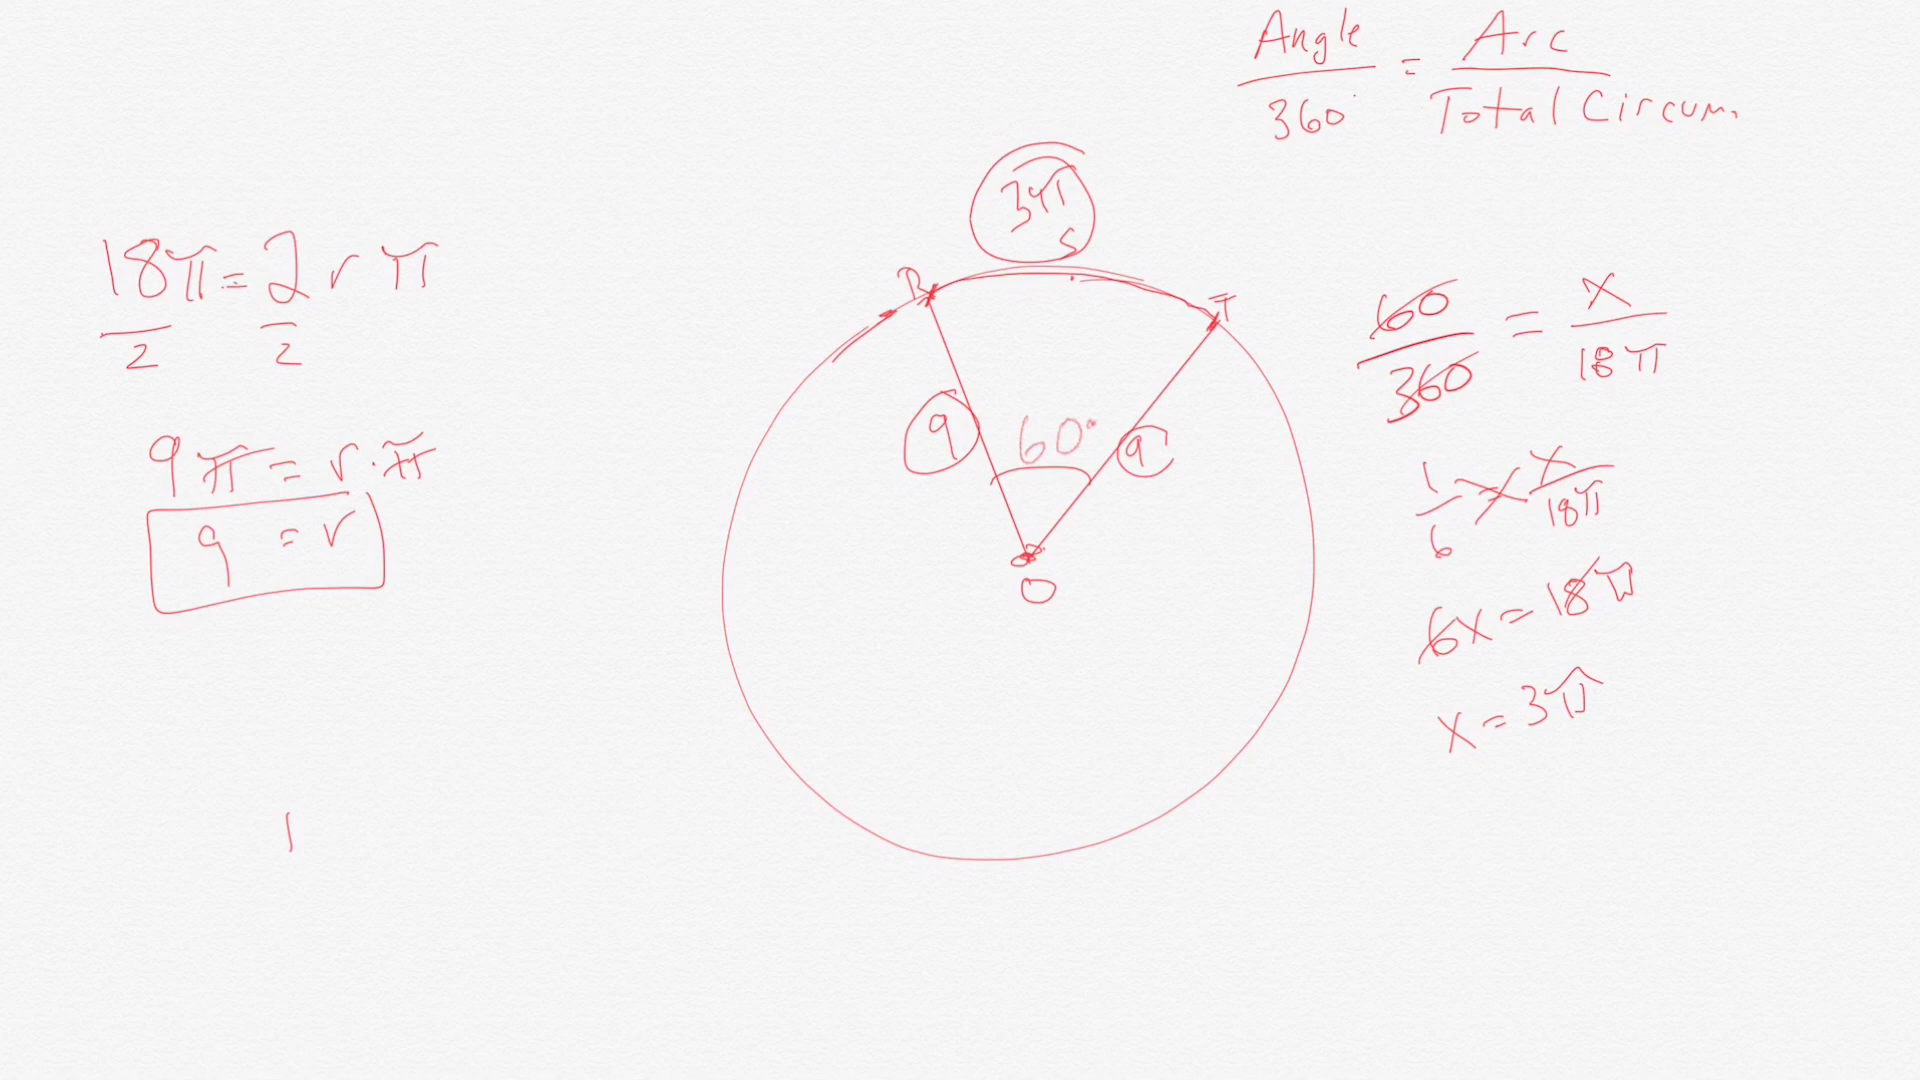 Angle/360° = Arc/Total Circum.
18π = 2rπ
2 2
9π = r·π
9 = r
3π
S
R
T
9
60°
9
O
60/360 = x/18π
1/6 x/18π
6x = 18π
x = 3π